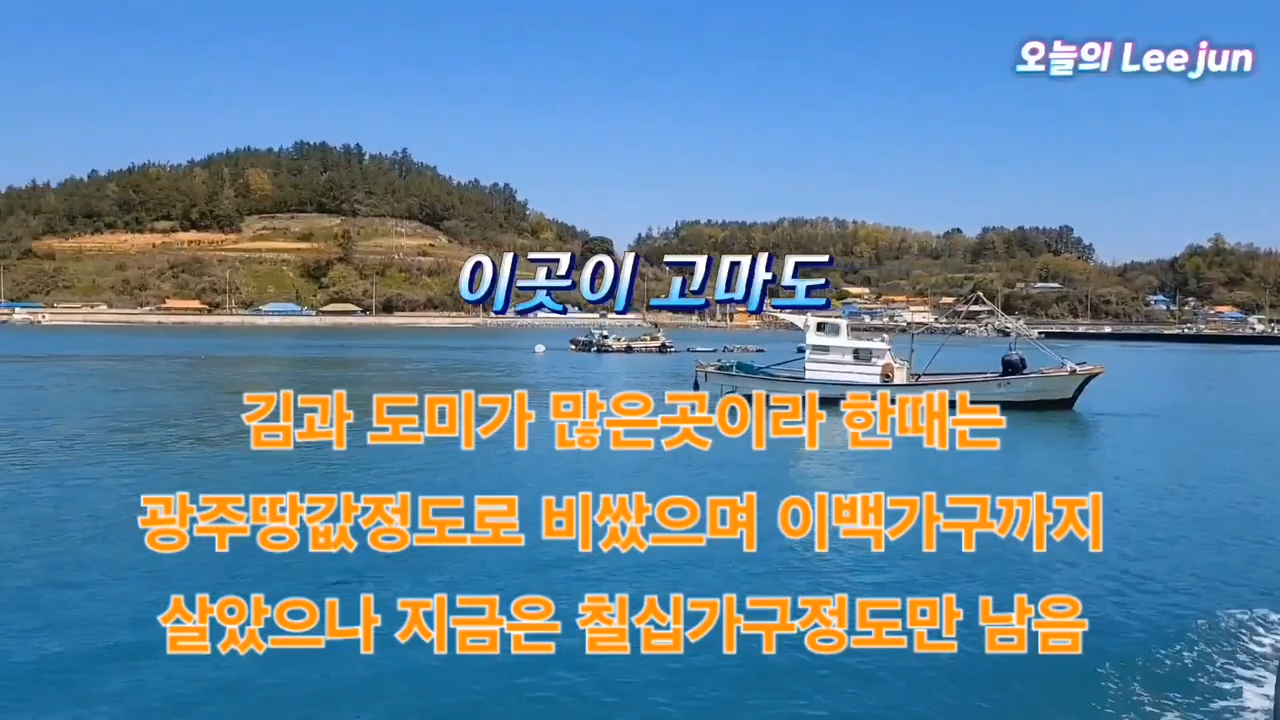 오늘의 Lee jun
이곳이 고마도
김과 도미가 많은곳이라 한때는
광주땅값정도로 비쌌으며 이백가구까지
살았으나 지금은 칠십가구정도만 남음